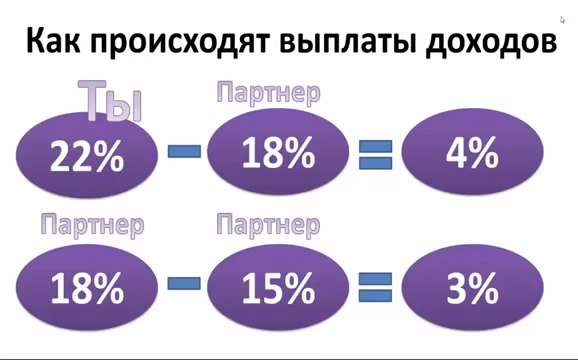 Как происходят выплаты доходов
Ты Партнер
22% - 18% = 4%
Партнер Партнер
18% - 15% = 3%